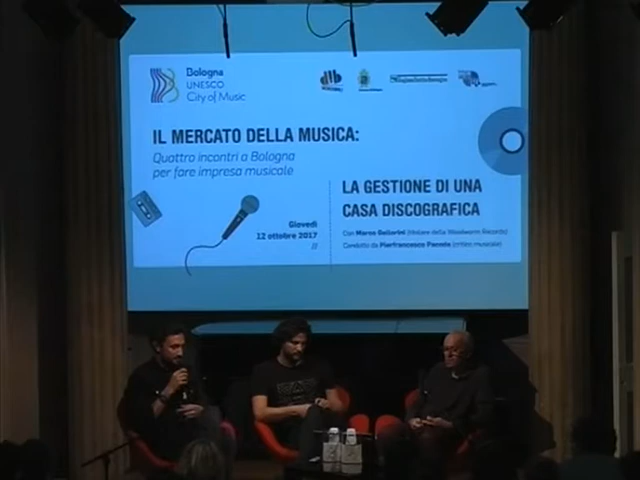 Bologna
UNESCO
City of Music
IL MERCATO DELLA MUSICA:
Quattro incontri a Bologna
per fare impresa musicale
Giovedì
12 ottobre 2017
//
LA GESTIONE DI UNA
CASA DISCOGRAFICA
Con Marco Gallorini (titolare della Woodworm Records)
Condotto da Pierfrancesco Pacoda (critico musicale)